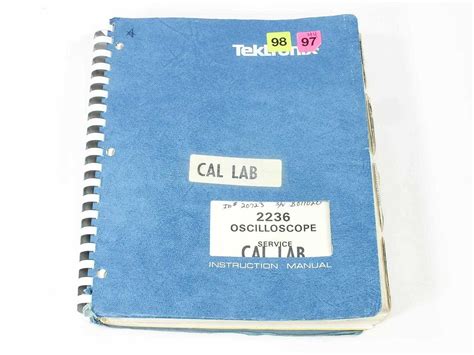 Tektronix
98 97
CAL LAB
2236
OSCILLOSCOPE
SERVICE
CAL LAB
INSTRUCTION MANUAL